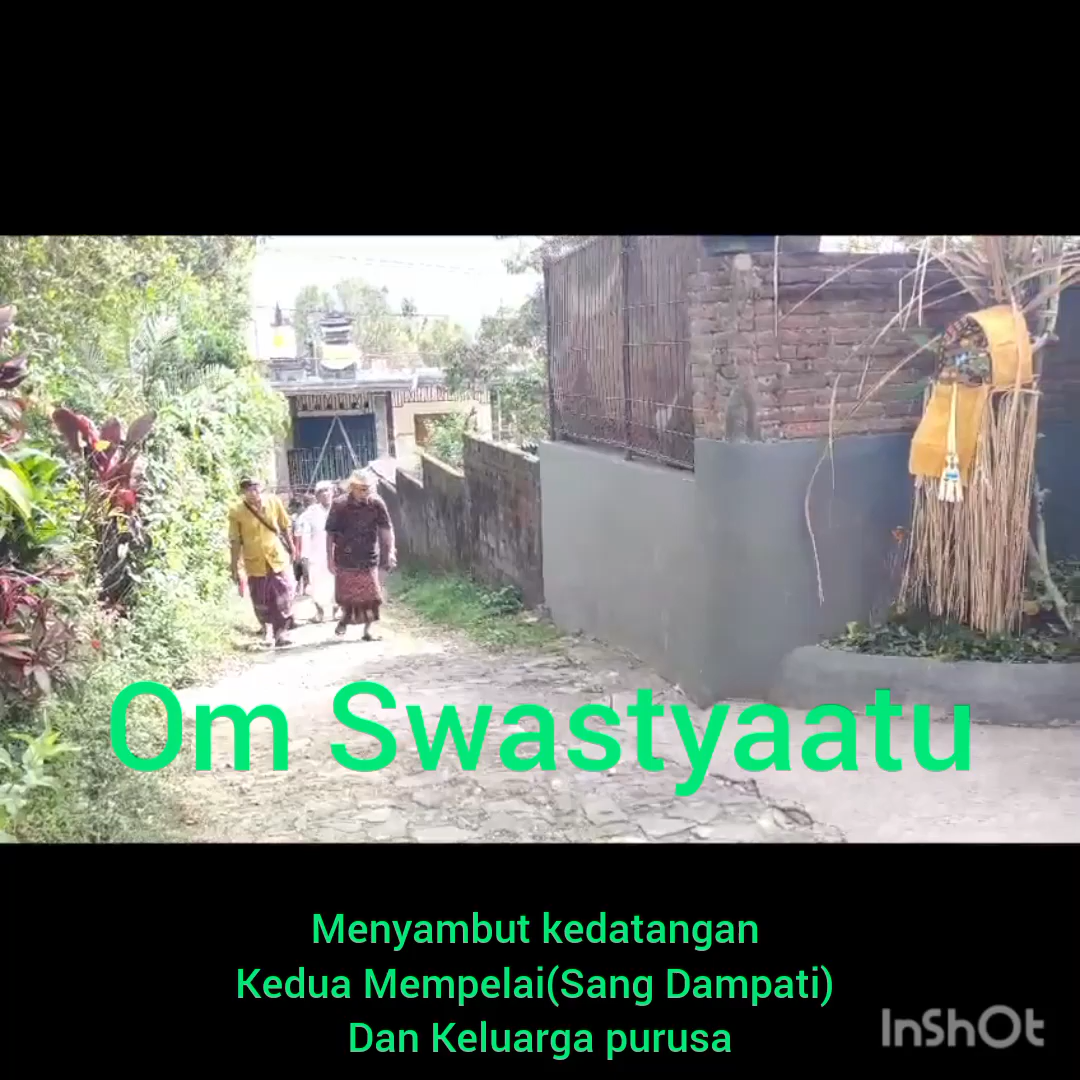 Om Swastyaatu
Menyambut kedatangan
Kedua Mempelai(Sang Dampati)
Dan Keluarga purusa
InShOt